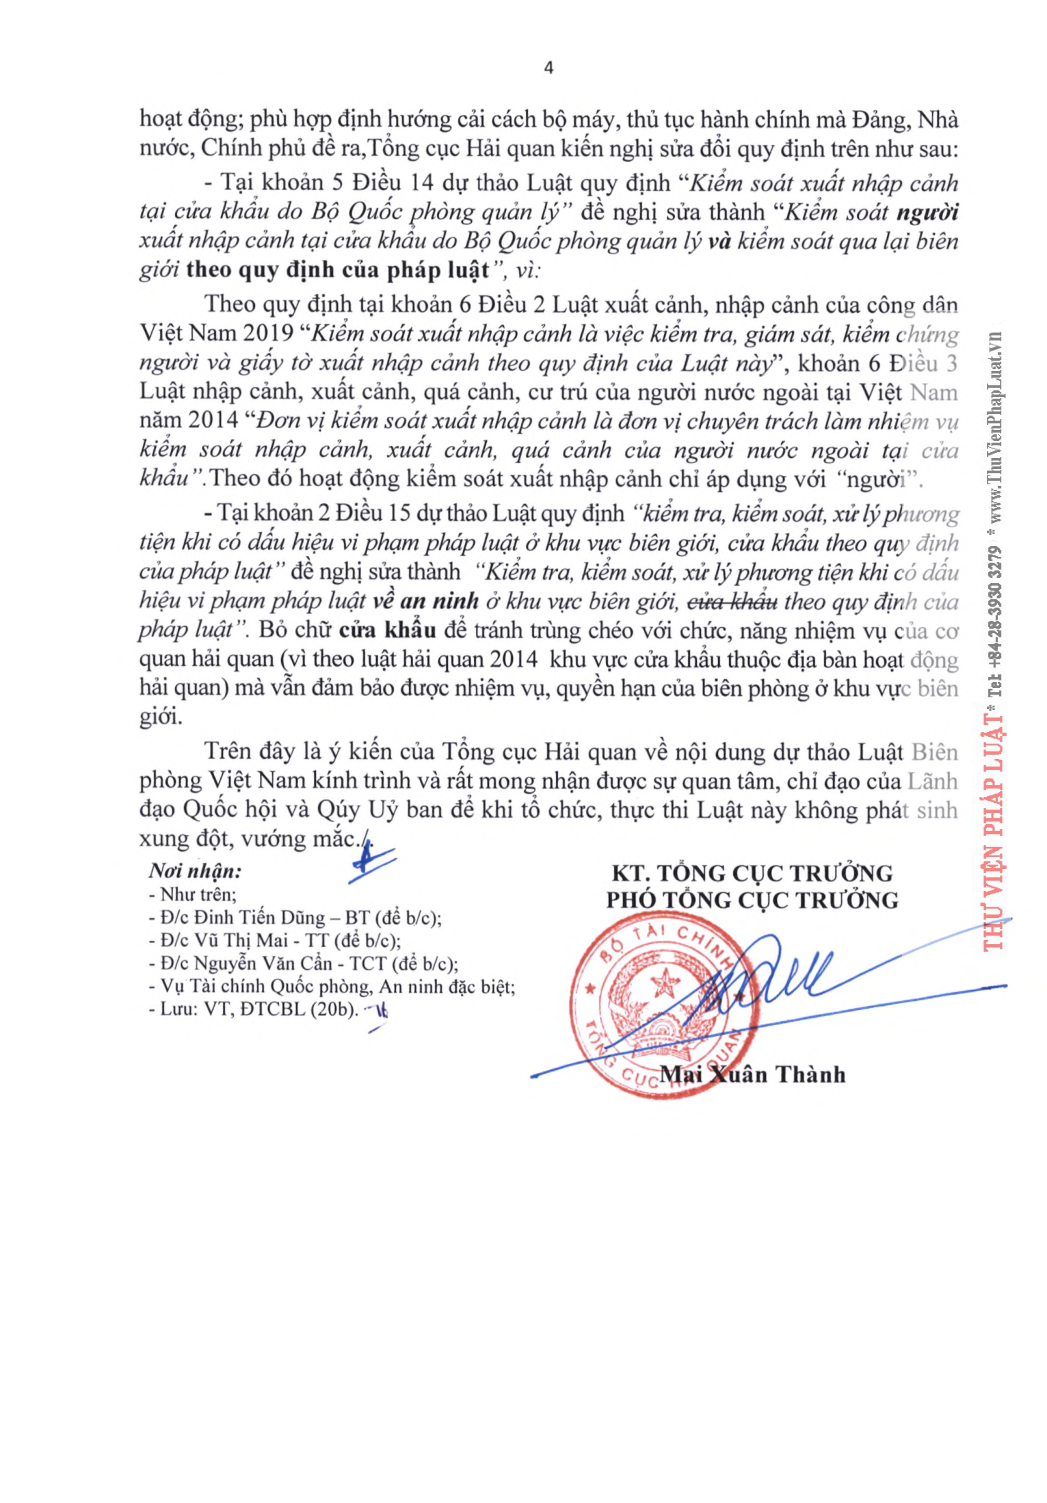 4
hoạt động; phù hợp định hướng cải cách bộ máy, thủ tục hành chính mà Đảng, Nhà
nước, Chính phủ đề ra,Tổng cục Hải quan kiến nghị sửa đổi quy định trên như sau:
- Tại khoản 5 Điều 14 dự thảo Luật quy định “Kiểm soát xuất nhập cảnh
tại cửa khẩu do Bộ Quốc phòng quản lý” đề nghị sửa thành “Kiểm soát người
xuất nhập cảnh tại cửa khẩu do Bộ Quốc phòng quản lý và kiểm soát qua lại biên
giới theo quy định của pháp luật”, vì:
Theo quy định tại khoản 6 Điều 2 Luật xuất cảnh, nhập cảnh của công dân
Việt Nam 2019 “Kiểm soát xuất nhập cảnh là việc kiểm tra, giám sát, kiểm chứng
người và giấy tờ xuất nhập cảnh theo quy định của Luật này”, khoản 6 Điều 3
Luật nhập cảnh, xuất cảnh, quá cảnh, cư trú của người nước ngoài tại Việt Nam
năm 2014 “Đơn vị kiểm soát xuất nhập cảnh là đơn vị chuyên trách làm nhiệm vụ
kiểm soát nhập cảnh, xuất cảnh, quá cảnh của người nước ngoài tại cửa
khẩu”.Theo đó hoạt động kiểm soát xuất nhập cảnh chỉ áp dụng với “người”.
- Tại khoản 2 Điều 15 dự thảo Luật quy định “kiểm tra, kiểm soát, xử lý phương
tiện khi có dấu hiệu vi phạm pháp luật ở khu vực biên giới, cửa khẩu theo quy định
của pháp luật” đề nghị sửa thành “Kiểm tra, kiểm soát, xử lý phương tiện khi có dấu
hiệu vi phạm pháp luật về an ninh ở khu vực biên giới, cửa khẩu theo quy định của
pháp luật”. Bỏ chữ cửa khẩu để tránh trùng chéo với chức, năng nhiệm vụ của cơ
quan hải quan (vì theo luật hải quan 2014 khu vực cửa khẩu thuộc địa bàn hoạt động
hải quan) mà vẫn đảm bảo được nhiệm vụ, quyền hạn của biên phòng ở khu vực biên
giới.
Trên đây là ý kiến của Tổng cục Hải quan về nội dung dự thảo Luật Biên
phòng Việt Nam kính trình và rất mong nhận được sự quan tâm, chỉ đạo của Lãnh
đạo Quốc hội và Qúy Uỷ ban để khi tổ chức, thực thi Luật này không phát sinh
xung đột, vướng mắc./.
Nơi nhận:
- Như trên;
- Đ/c Đinh Tiến Dũng – BT (để b/c);
- Đ/c Vũ Thị Mai - TT (để b/c);
- Đ/c Nguyễn Văn Cẩn - TCT (để b/c);
- Vụ Tài chính Quốc phòng, An ninh đặc biệt;
- Lưu: VT, ĐTCBL (20b).
KT. TỔNG CỤC TRƯỞNG
PHÓ TỔNG CỤC TRƯỞNG
BỘ TÀI CHÍNH
TỔNG CỤC HẢI QUAN
Mai Xuân Thành
THƯ VIỆN PHÁP LUẬT * Tel: +84-28-3930 3279 * www.ThuVienPhapLuat.vn